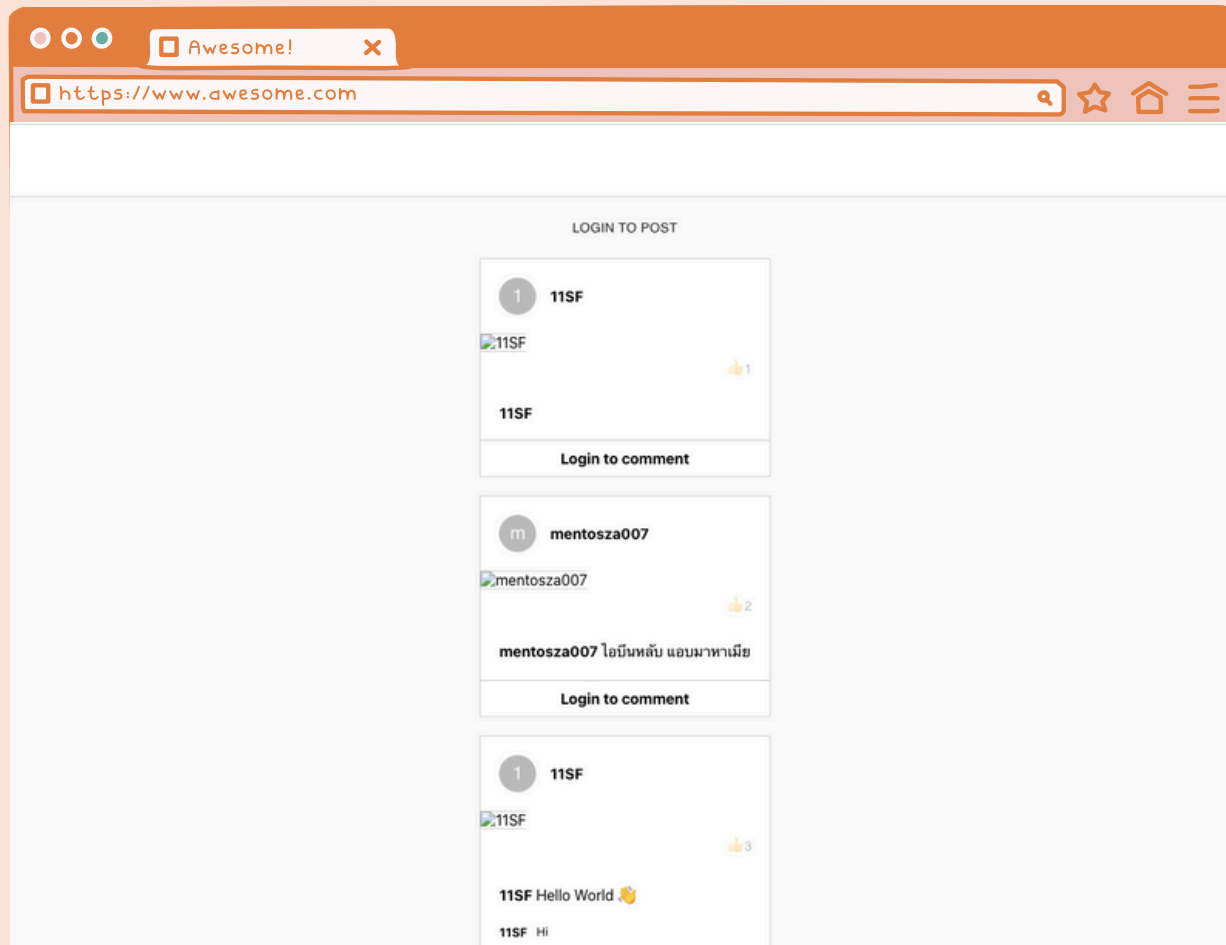 Awesome!
https://www.awesome.com
LOGIN TO POST
1 11SF
11SF
👍1
11SF
Login to comment
m mentosza007
mentosza007
👍2
mentosza007 ไอบีนหลับ แอบมาหาเมีย
Login to comment
1 11SF
11SF
👍3
11SF Hello World 👋
11SF Hi